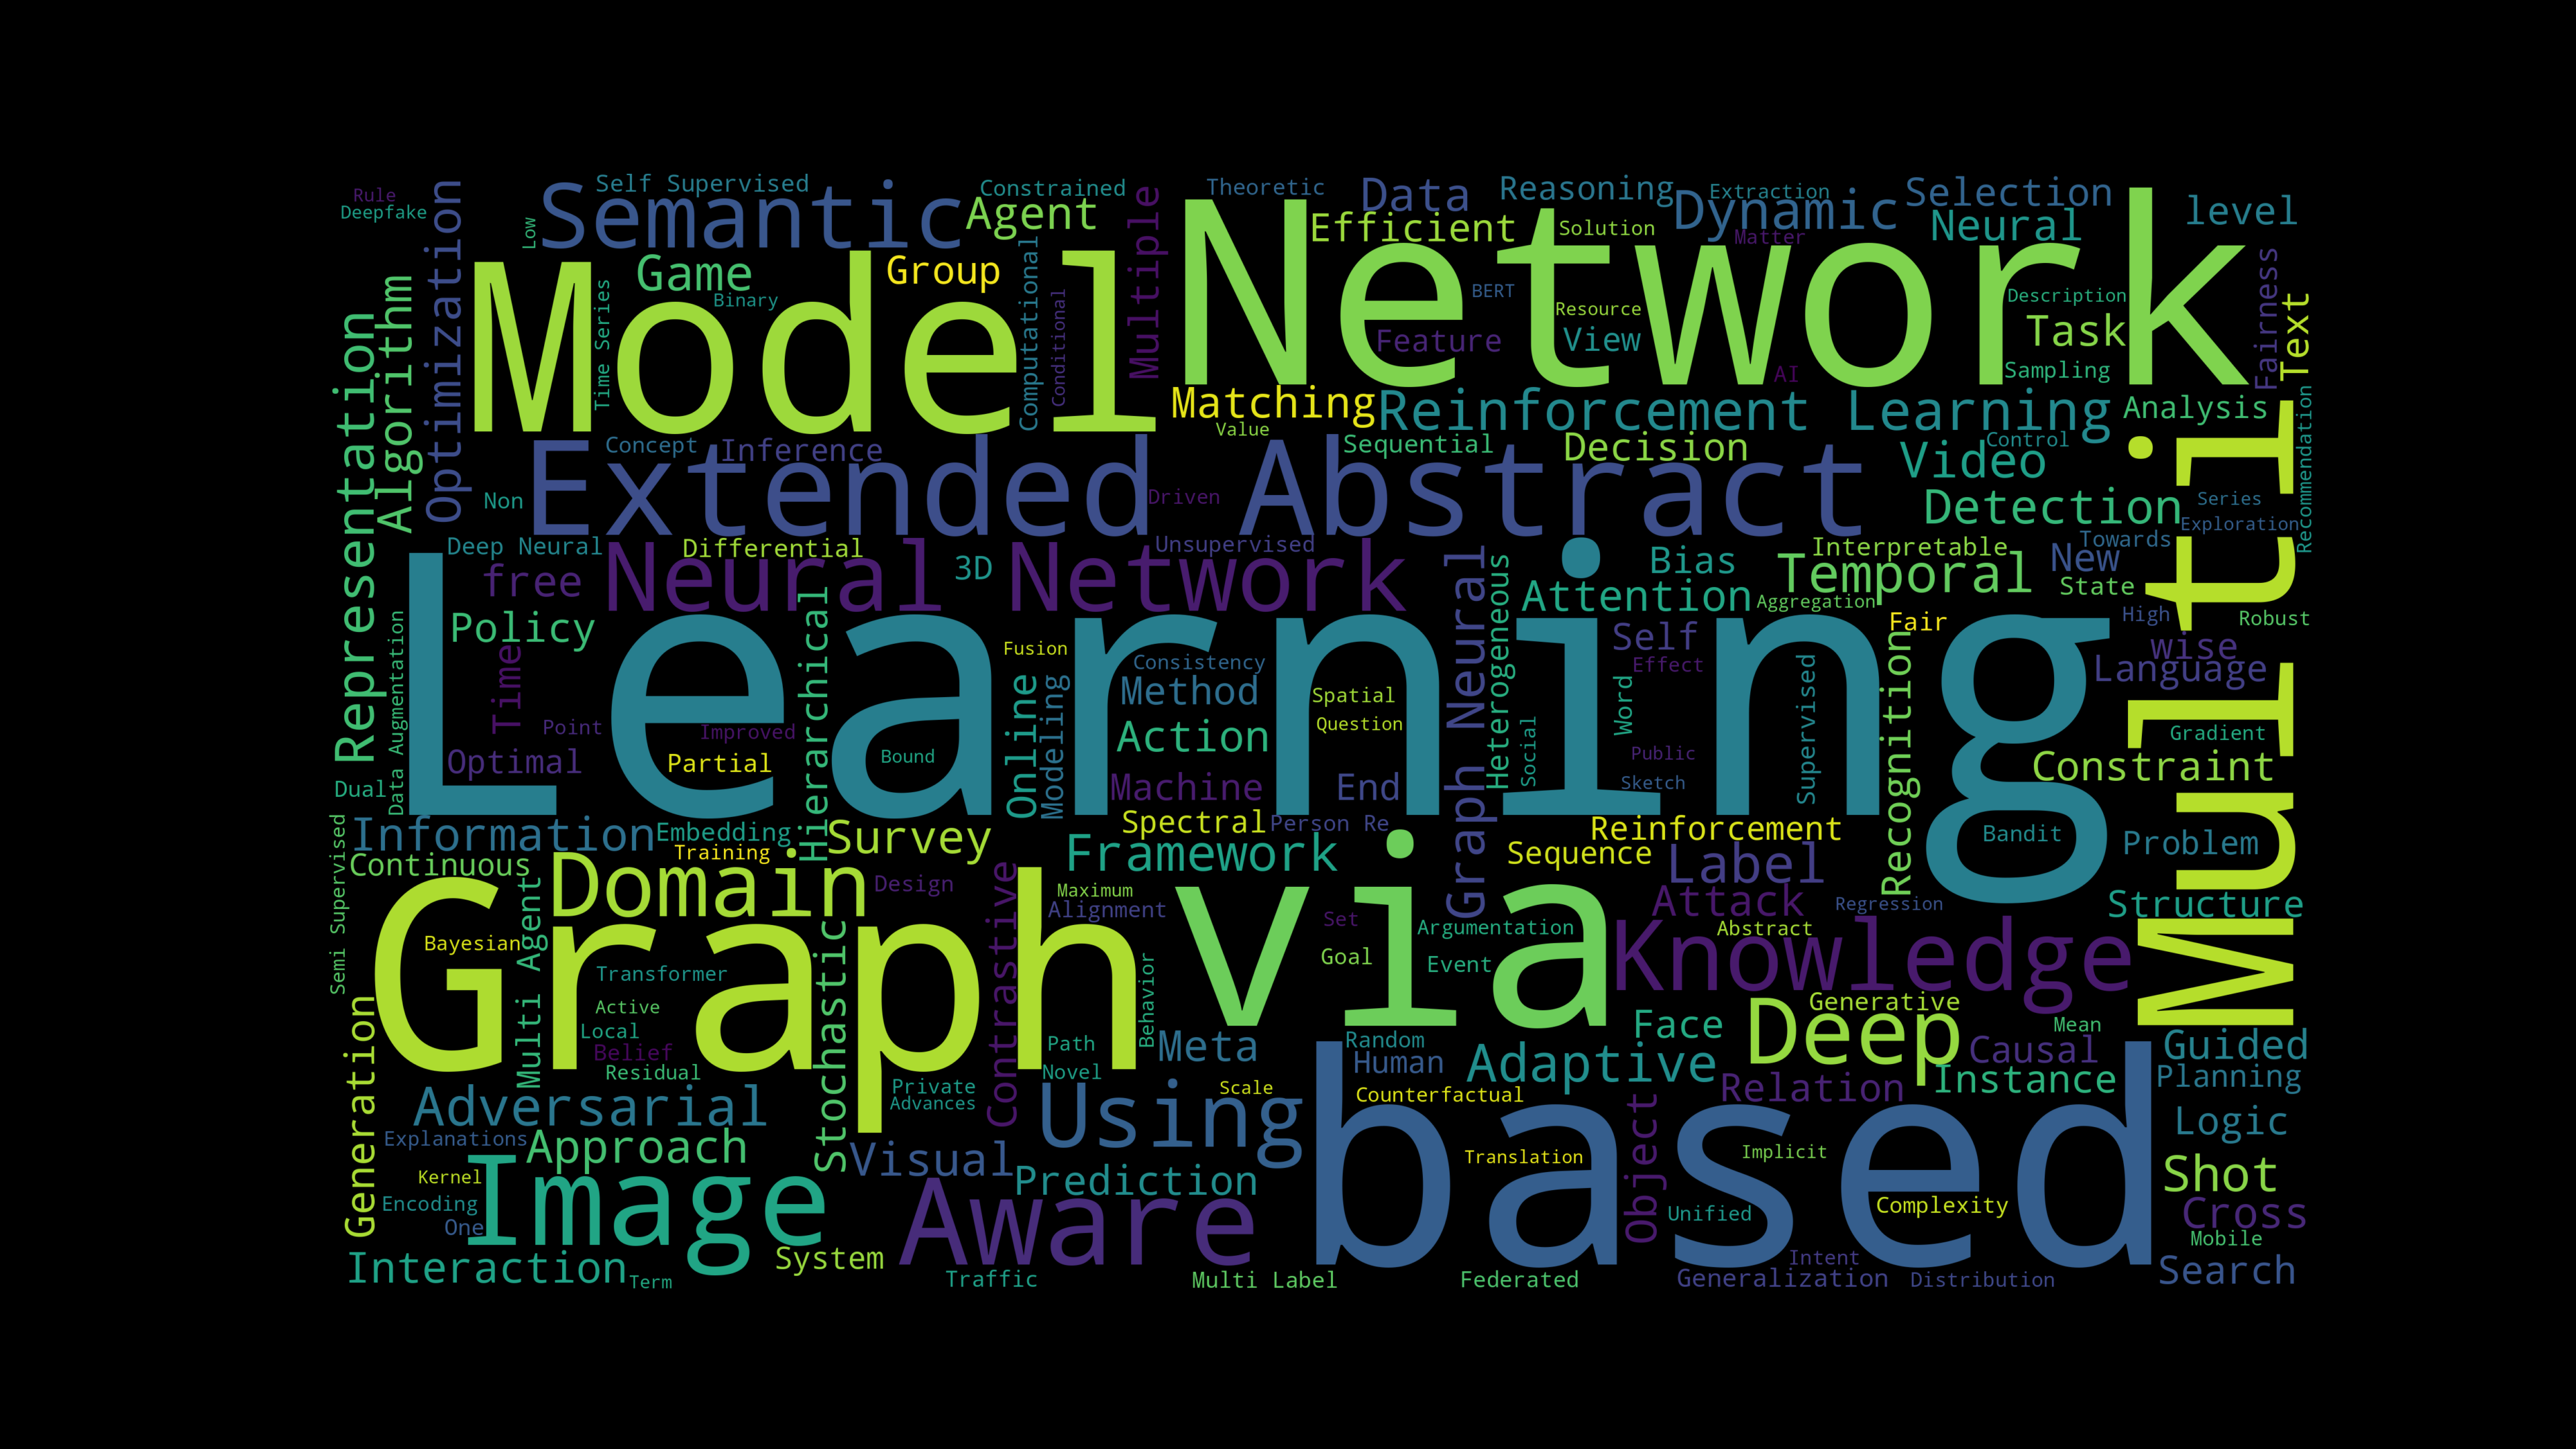 Rule
Deepfake
Self Supervised
Semantic
Low
Constrained
Agent
Multiple
Theoretic
Data
Reasoning
Extraction
Selection
Efficient
Solution
Dynamic
Matter
Neural
level
Network
Model
Game
Group
Binary
Time Series
Computational
Conditional
BERT
Resource
Description
Feature
View
Task
AI
Sampling
Fairness
Text
Optimization
Algorithm
Representation
Matching
Reinforcement Learning
Analysis
Value
Concept
Inference
Sequential
Decision
Control
Video
Recommendation
Extended Abstract
Non
Driven
Detection
Series
Exploration
Multi
Deep Neural
Differential
Unsupervised
Interpretable
Towards
free
Neural Network
3D
Bias
Temporal
New
State
Attention
Aggregation
Policy
Fair
High
Robust
Learning
Fusion
Consistency
Self
Effect
wise
Language
Time
Hierarchical
Online
Modeling
Method
Spatial
Question
Graph Neural
Heterogeneous
Social
Word
Supervised
Recognition
Data Augmentation
Point
Improved
Action
Public
Gradient
Optimal
Partial
Bound
Constraint
Dual
Machine
End
Sketch
Information
Embedding
Survey
Spectral
Person Re
Reinforcement
Bandit
Problem
Semi Supervised
Continuous
Training
Framework
Sequence
Label
Domain
Design
Maximum
Alignment
Attack
Regression
Structure
Graph
via
Set
Argumentation
Abstract
Knowledge
Bayesian
Multi Agent
Stochastic
Contrastive
Behavior
Goal
Event
Transformer
Active
Local
Belief
Residual
Generation
Path
Meta
Random
Human
Face
Deep
Generative
Mean
Causal
Guided
Novel
Adaptive
Instance
Planning
Private
Advances
Scale
Counterfactual
Relation
Adversarial
Using
based
Object
Logic
Explanations
Approach
Visual
Translation
Implicit
Kernel
Image
Prediction
Shot
Encoding
One
Aware
Unified
Complexity
Cross
Mobile
Interaction
Term
System
Traffic
Multi Label
Federated
Intent
Generalization
Distribution
Search